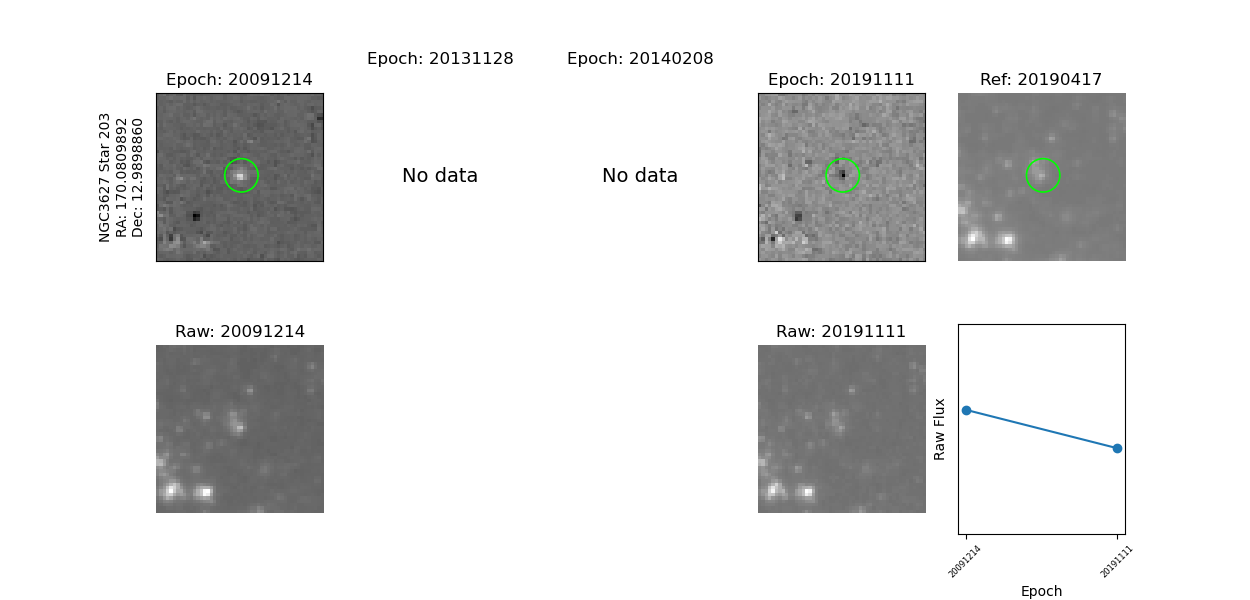 Epoch: 20131128
Epoch: 20140208
Epoch: 20091214
Epoch: 20191111
Ref: 20190417
NGC3627 Star 203
RA: 170.0809892
Dec: 12.9898860
No data
No data
Raw: 20091214
Raw: 20191111
Raw Flux
20091214
20191111
Epoch